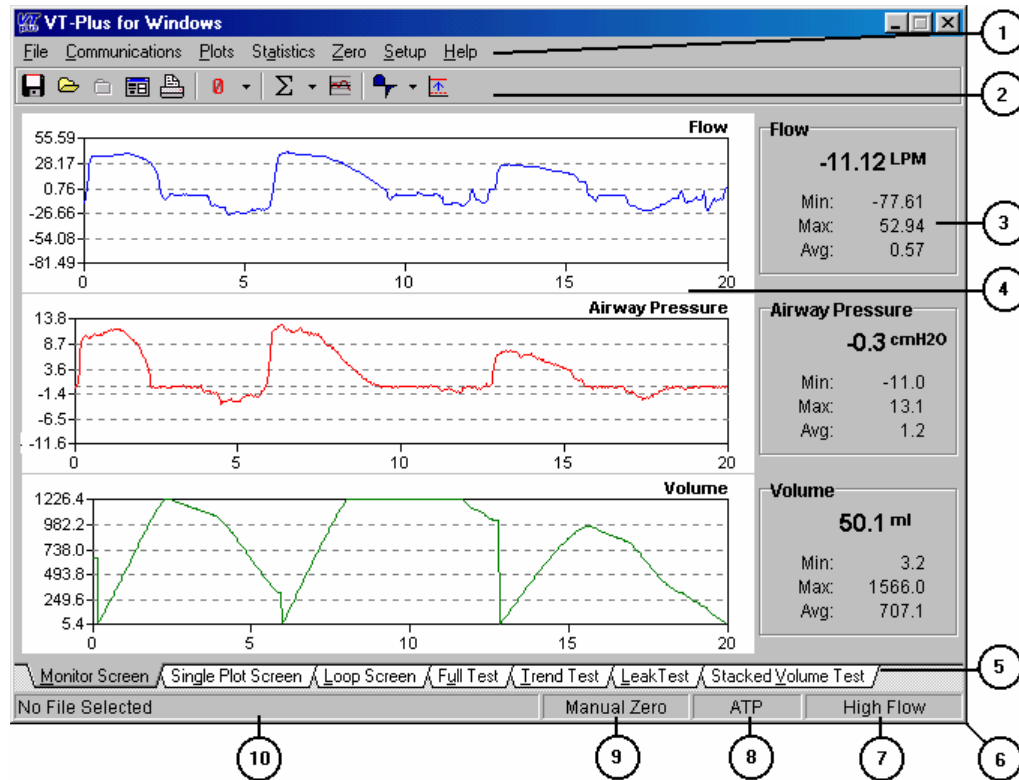 VT-Plus for Windows
1
File Communications Plots Statistics Zero Setup Help
0 Σ
2
Flow
55.59
28.17
0.76
-26.66
-54.08
-81.49
0 5 10 15 20
Flow
-11.12 LPM
Min: -77.61
Max: 52.94
Avg: 0.57
3
4
Airway Pressure
13.8
8.7
3.6
-1.4
-6.5
-11.6
0 5 10 15 20
Airway Pressure
-0.3 cmH2O
Min: -11.0
Max: 13.1
Avg: 1.2
Volume
1226.4
982.2
738.0
493.8
249.6
5.4
0 5 10 15 20
Volume
50.1 ml
Min: 3.2
Max: 1566.0
Avg: 707.1
Monitor Screen Single Plot Screen Loop Screen Full Test Trend Test LeakTest Stacked Volume Test
5
No File Selected Manual Zero ATP High Flow
10 9 8 7 6